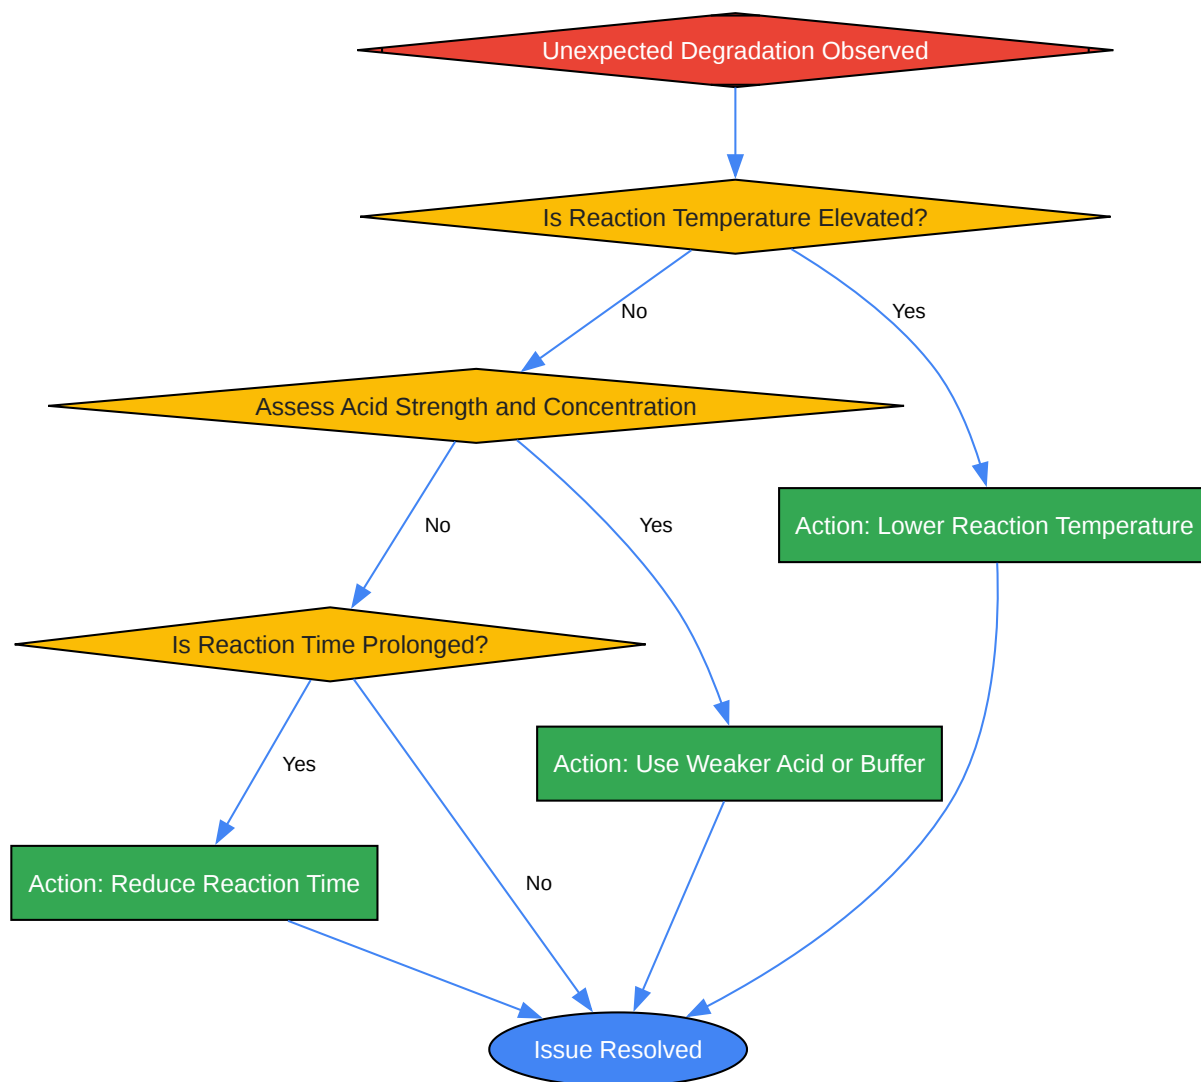 Unexpected Degradation Observed
Is Reaction Temperature Elevated?
No
Yes
Assess Acid Strength and Concentration
No
Yes
Action: Lower Reaction Temperature
Is Reaction Time Prolonged?
Yes
Action: Use Weaker Acid or Buffer
Action: Reduce Reaction Time
No
Issue Resolved